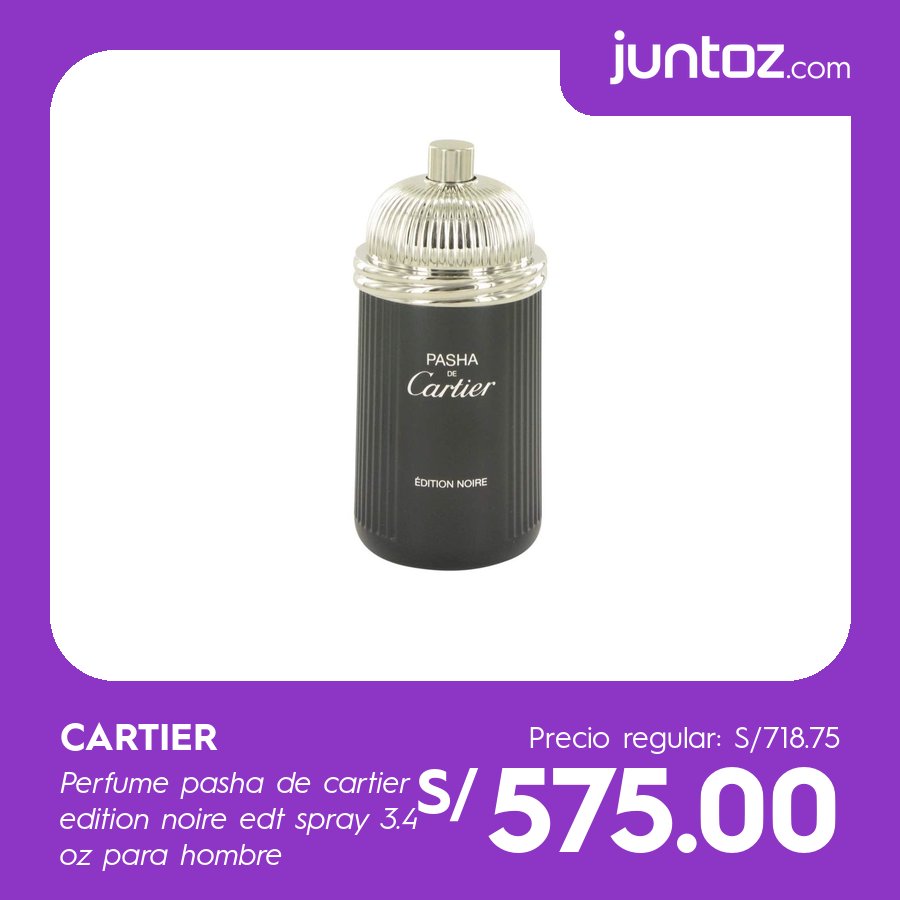 juntoz.com
PASHA
DE
Cartier
ÉDITION NOIRE
CARTIER
Perfume pasha de cartier
edition noire edt spray 3.4
oz para hombre
Precio regular: S/718.75
S/575.00